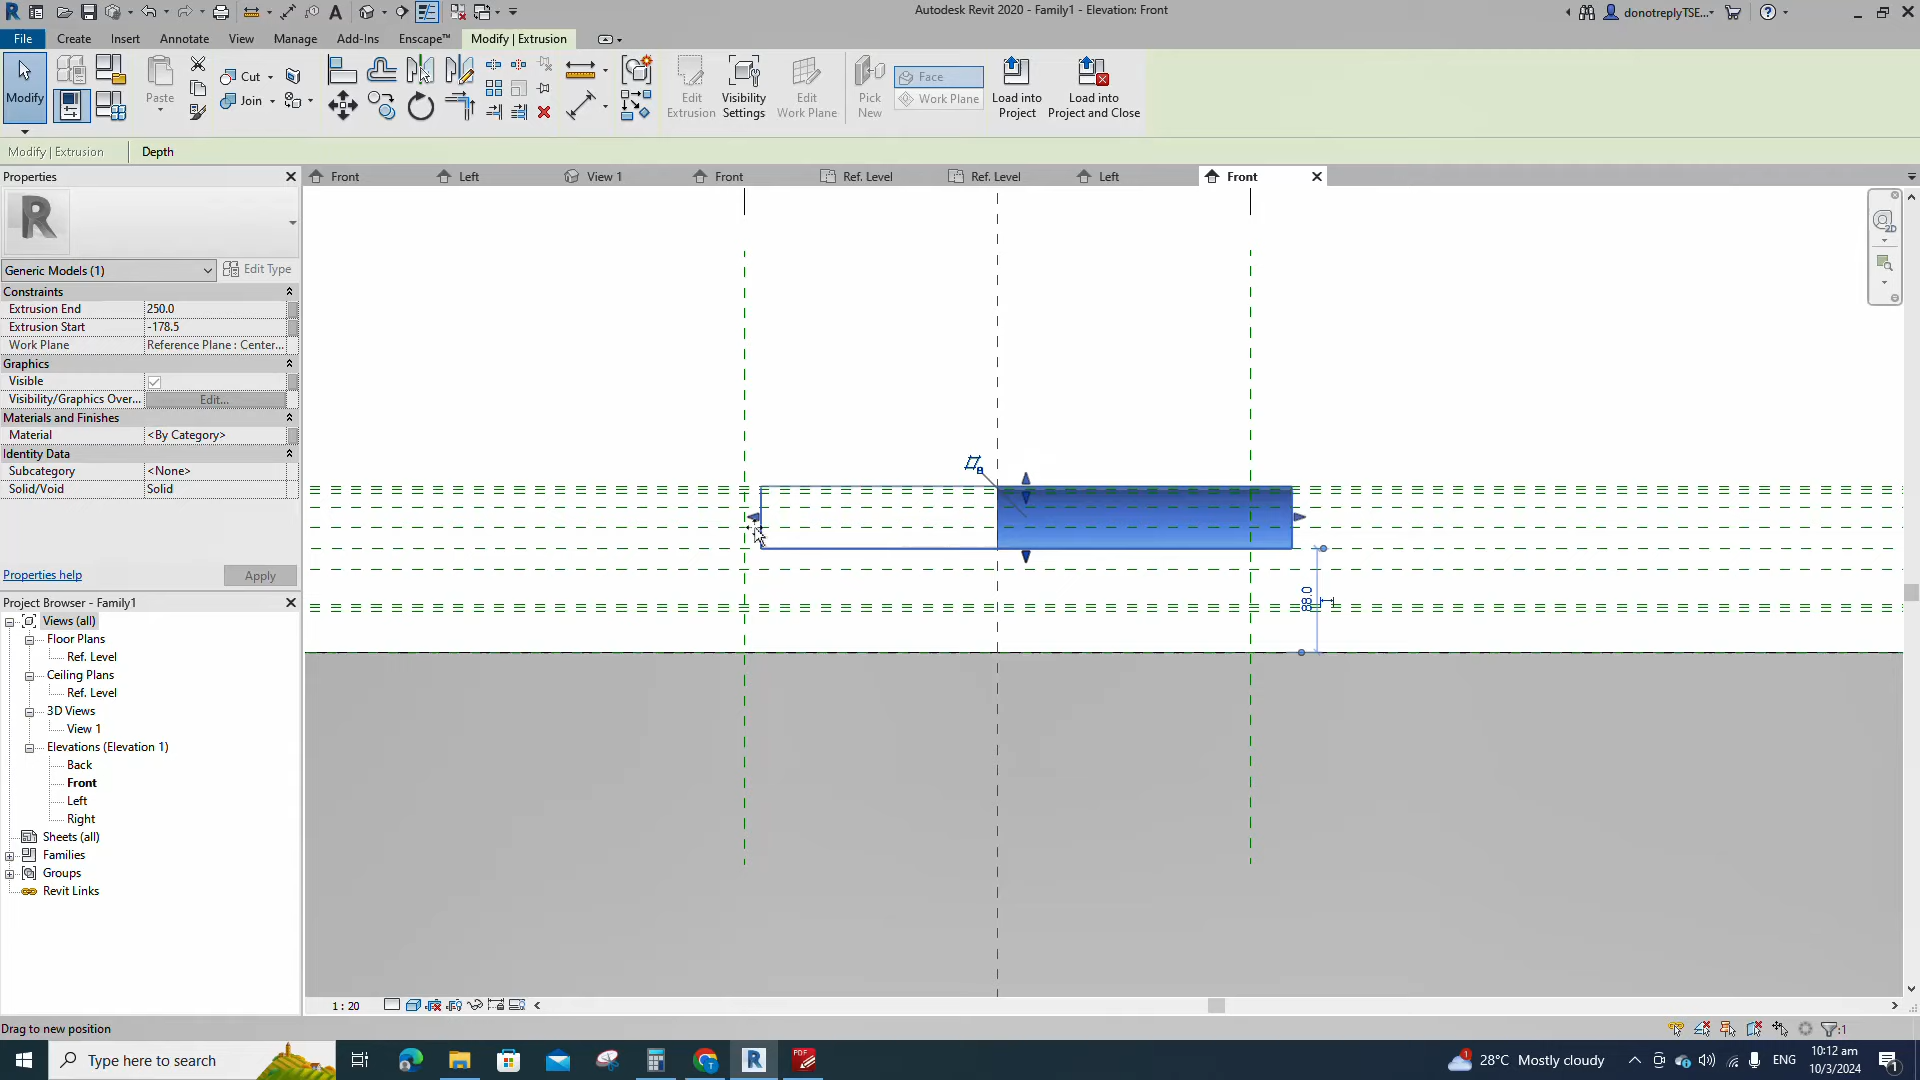 Autodesk Revit 2020 - Family1 - Elevation: Front
donotreplyTSE...
File Create Insert Annotate View Manage Add-Ins Enscape™ Modify | Extrusion
Modify
Paste
Cut
Join
Edit Extrusion
Visibility Settings
Edit Work Plane
Pick New
Face
Work Plane
Load into Project
Load into Project and Close
Modify | Extrusion Depth
Properties
Front Left View 1 Front Ref. Level Ref. Level Left Front
Generic Models (1) Edit Type
Constraints
Extrusion End 250.0
Extrusion Start -178.5
Work Plane Reference Plane : Center...
Graphics
Visible
Visibility/Graphics Over... Edit...
Materials and Finishes
Material <By Category>
Identity Data
Subcategory <None>
Solid/Void Solid
88.0
Properties help Apply
Project Browser - Family1
Views (all)
Floor Plans
Ref. Level
Ceiling Plans
Ref. Level
3D Views
View 1
Elevations (Elevation 1)
Back
Front
Left
Right
Sheets (all)
Families
Groups
Revit Links
1 : 20
Drag to new position
:1
Type here to search
28°C Mostly cloudy
ENG
10:12 am
10/3/2024